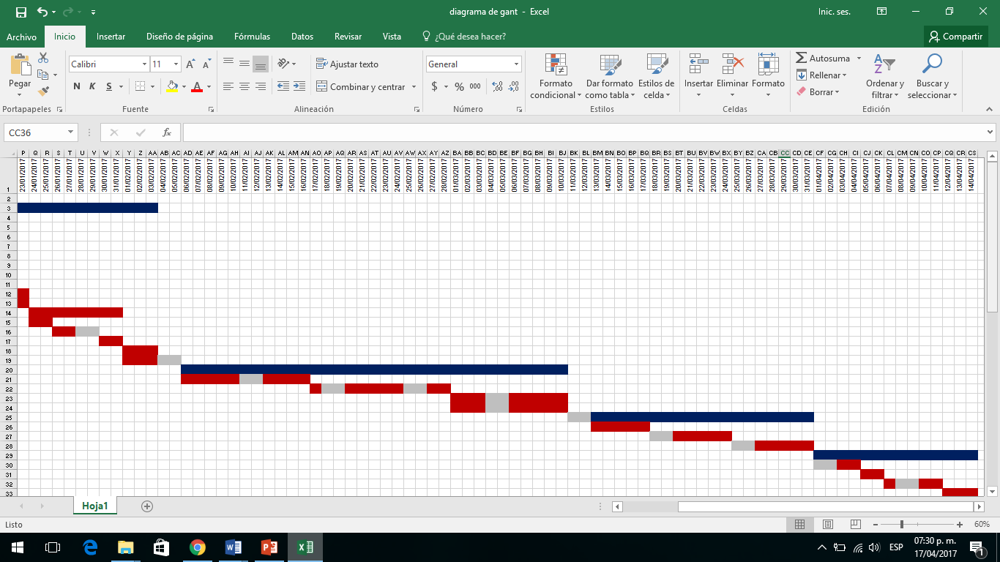 diagrama de gant - Excel
Inic. ses.
Archivo Inicio Insertar Diseño de página Fórmulas Datos Revisar Vista ¿Qué desea hacer? Compartir
Pegar
Calibri 11
N K S
Ajustar texto
Combinar y centrar
General
$ % 000
Formato condicional
Dar formato como tabla
Estilos de celda
Insertar Eliminar Formato
Autosuma
Rellenar
Borrar
Ordenar y filtrar
Buscar y seleccionar
Portapapeles Fuente Alineación Número Estilos Celdas Edición
CC36 fx
P Q R S T U V W X Y Z AA AB AC AD AE AF AG AH AI AJ AK AL AM AN AO AP AQ AR AS AT AU AV AW AX AY AZ BA BB BC BD BE BF BG BH BI BJ BK BL BM BN BO BP BQ BR BS BT BU BV BW BX BY BZ CA CB CC CD CE CF CG CH CI CJ CK CL CM CN CO CP CQ CR CS
1 23/01/2017 24/01/2017 25/01/2017 26/01/2017 27/01/2017 28/01/2017 29/01/2017 30/01/2017 31/01/2017 01/02/2017 02/02/2017 03/02/2017 04/02/2017 05/02/2017 06/02/2017 07/02/2017 08/02/2017 09/02/2017 10/02/2017 11/02/2017 12/02/2017 13/02/2017 14/02/2017 15/02/2017 16/02/2017 17/02/2017 18/02/2017 19/02/2017 20/02/2017 21/02/2017 22/02/2017 23/02/2017 24/02/2017 25/02/2017 26/02/2017 27/02/2017 28/02/2017 01/03/2017 02/03/2017 03/03/2017 04/03/2017 05/03/2017 06/03/2017 07/03/2017 08/03/2017 09/03/2017 10/03/2017 11/03/2017 12/03/2017 13/03/2017 14/03/2017 15/03/2017 16/03/2017 17/03/2017 18/03/2017 19/03/2017 20/03/2017 21/03/2017 22/03/2017 23/03/2017 24/03/2017 25/03/2017 26/03/2017 27/03/2017 28/03/2017 29/03/2017 30/03/2017 31/03/2017 01/04/2017 02/04/2017 03/04/2017 04/04/2017 05/04/2017 06/04/2017 07/04/2017 08/04/2017 09/04/2017 10/04/2017 11/04/2017 12/04/2017 13/04/2017 14/04/2017
2
3
4
5
6
7
8
9
10
11
12
13
14
15
16
17
18
19
20
21
22
23
24
25
26
27
28
29
30
31
32
33
Hoja1
Listo
60%
ESP
07:30 p. m.
17/04/2017
1